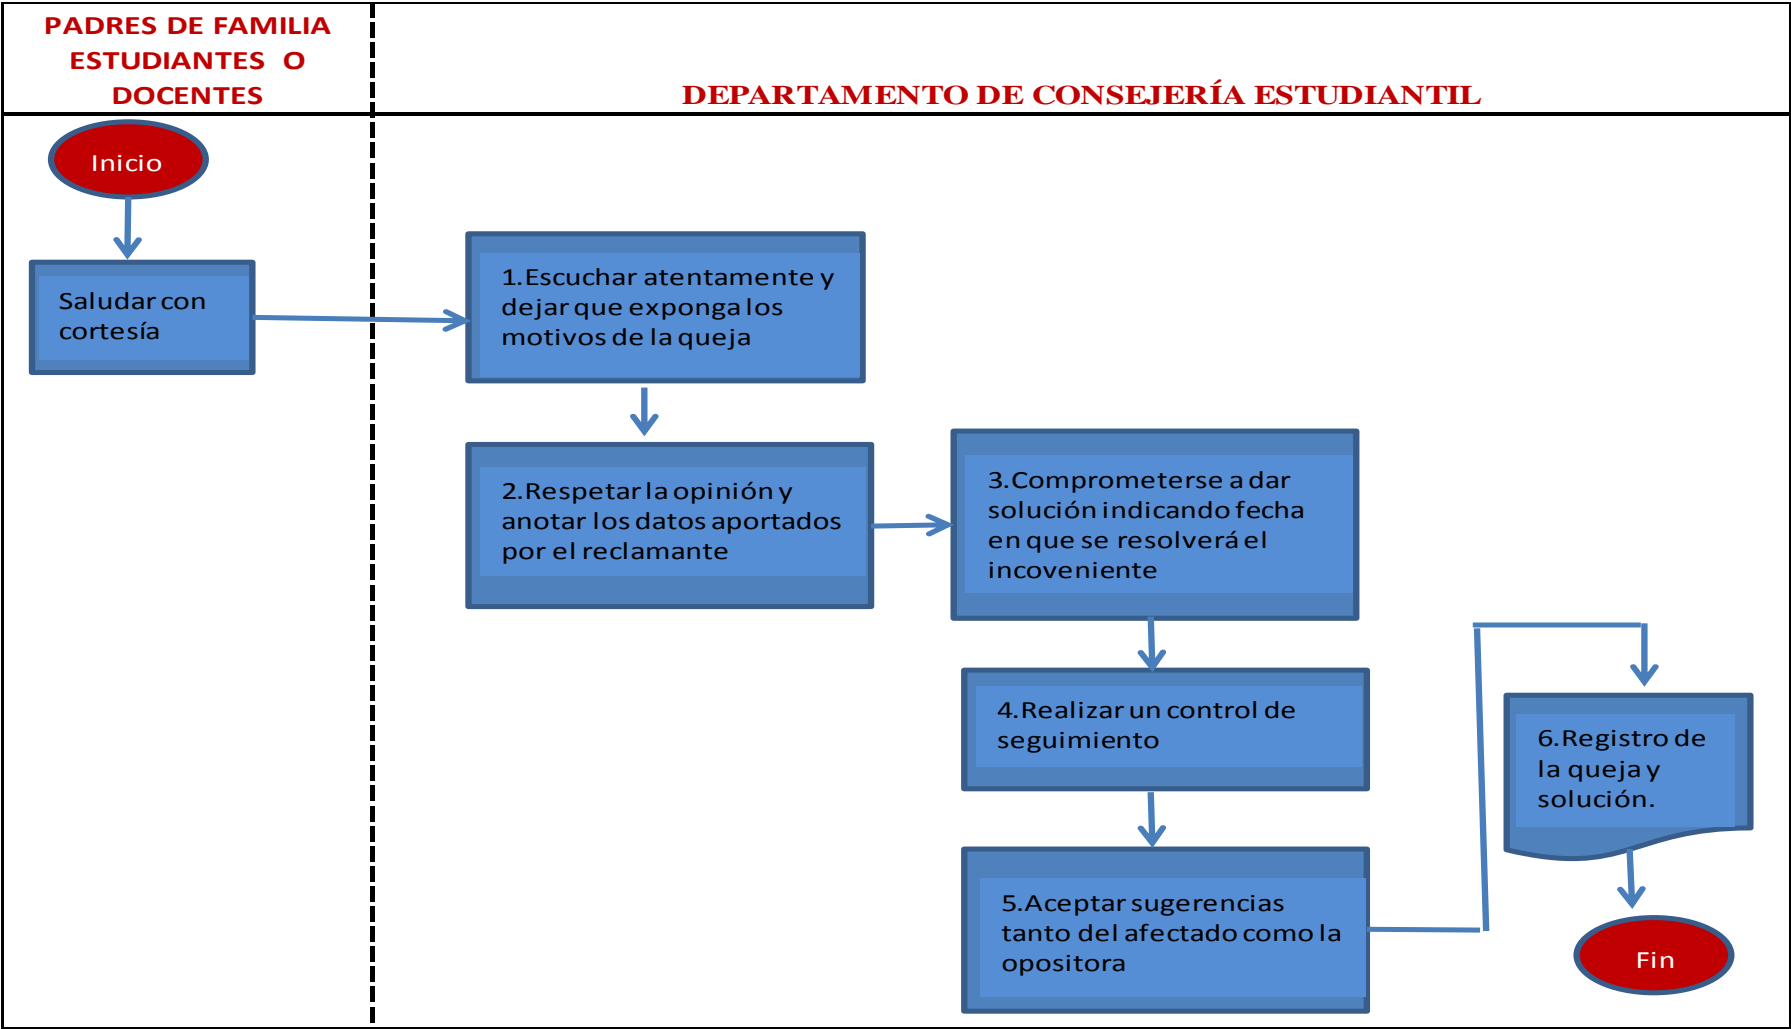 PADRES DE FAMILIA
ESTUDIANTES O
DOCENTES
DEPARTAMENTO DE CONSEJERÍA ESTUDIANTIL
Inicio
Saludar con
cortesía
1.Escuchar atentamente y
dejar que exponga los
motivos de la queja
2.Respetar la opinión y
anotar los datos aportados
por el reclamante
3.Comprometerse a dar
solución indicando fecha
en que se resolverá el
incoveniente
4.Realizar un control de
seguimiento
5.Aceptar sugerencias
tanto del afectado como la
opositora
6.Registro de
la queja y
solución.
Fin